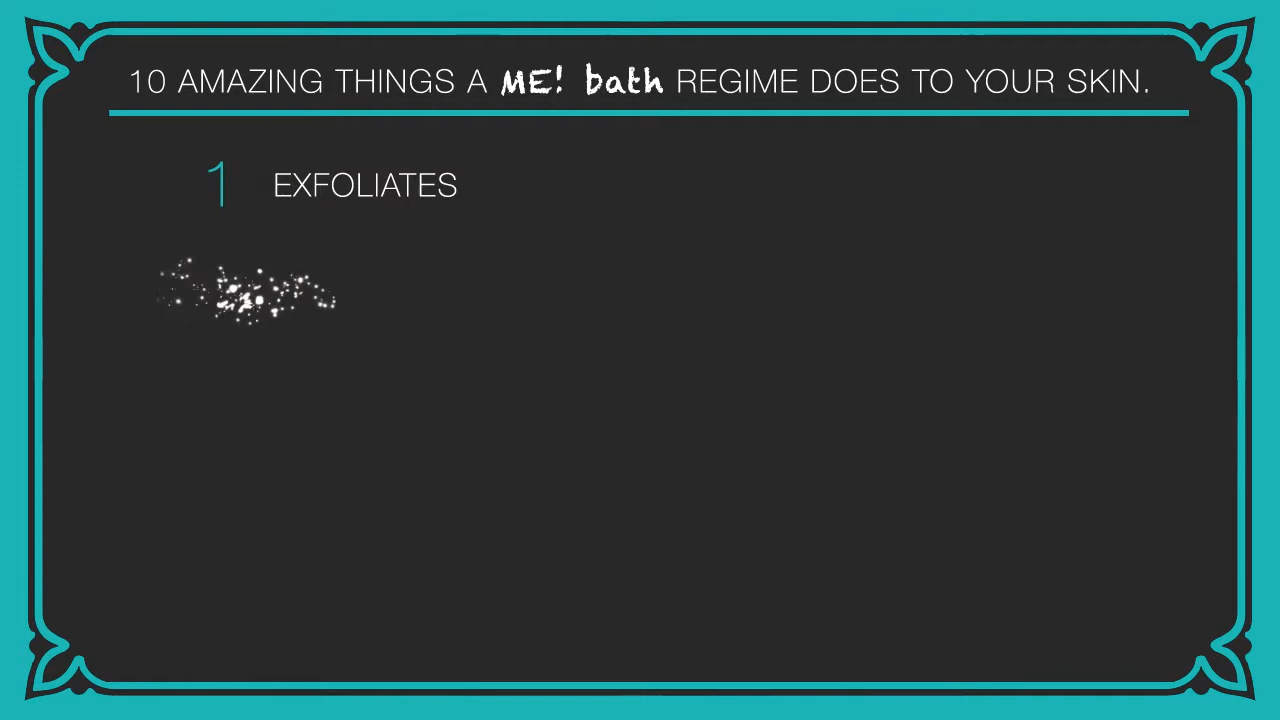 10 AMAZING THINGS A ME! bath REGIME DOES TO YOUR SKIN.
1 EXFOLIATES